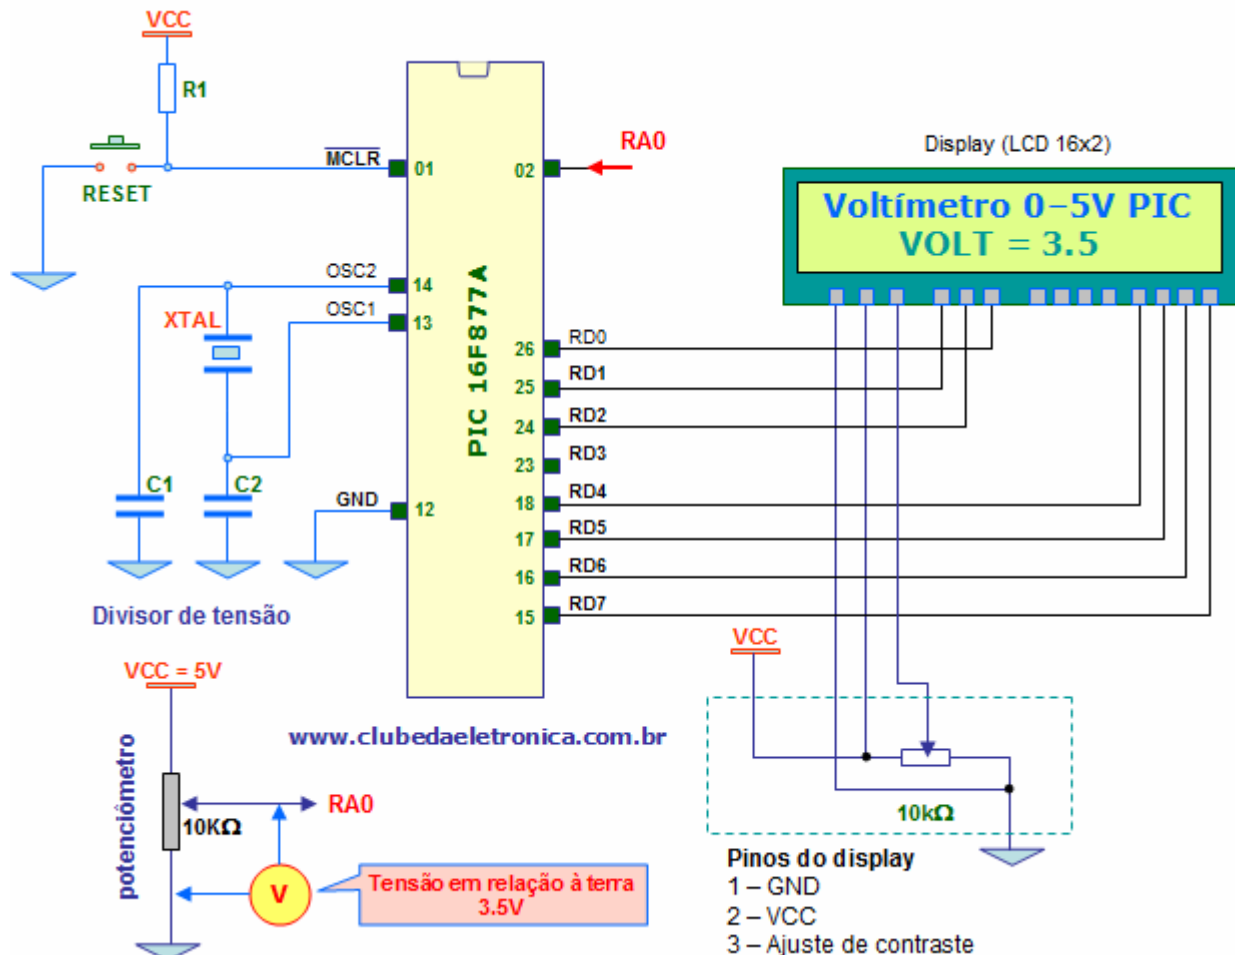 VCC
R1
RESET
MCLR
01
02
RA0
Display (LCD 16x2)
Voltímetro 0–5V PIC
VOLT = 3.5
OSC2
14
OSC1
13
XTAL
PIC 16F877A
26
RD0
25
RD1
24
RD2
23
RD3
18
RD4
17
RD5
16
RD6
15
RD7
C1
C2
GND
12
Divisor de tensão
VCC = 5V
potenciômetro
10KΩ
RA0
V
Tensão em relação à terra
3.5V
www.clubedaeletronica.com.br
VCC
10kΩ
Pinos do display
1 – GND
2 – VCC
3 – Ajuste de contraste